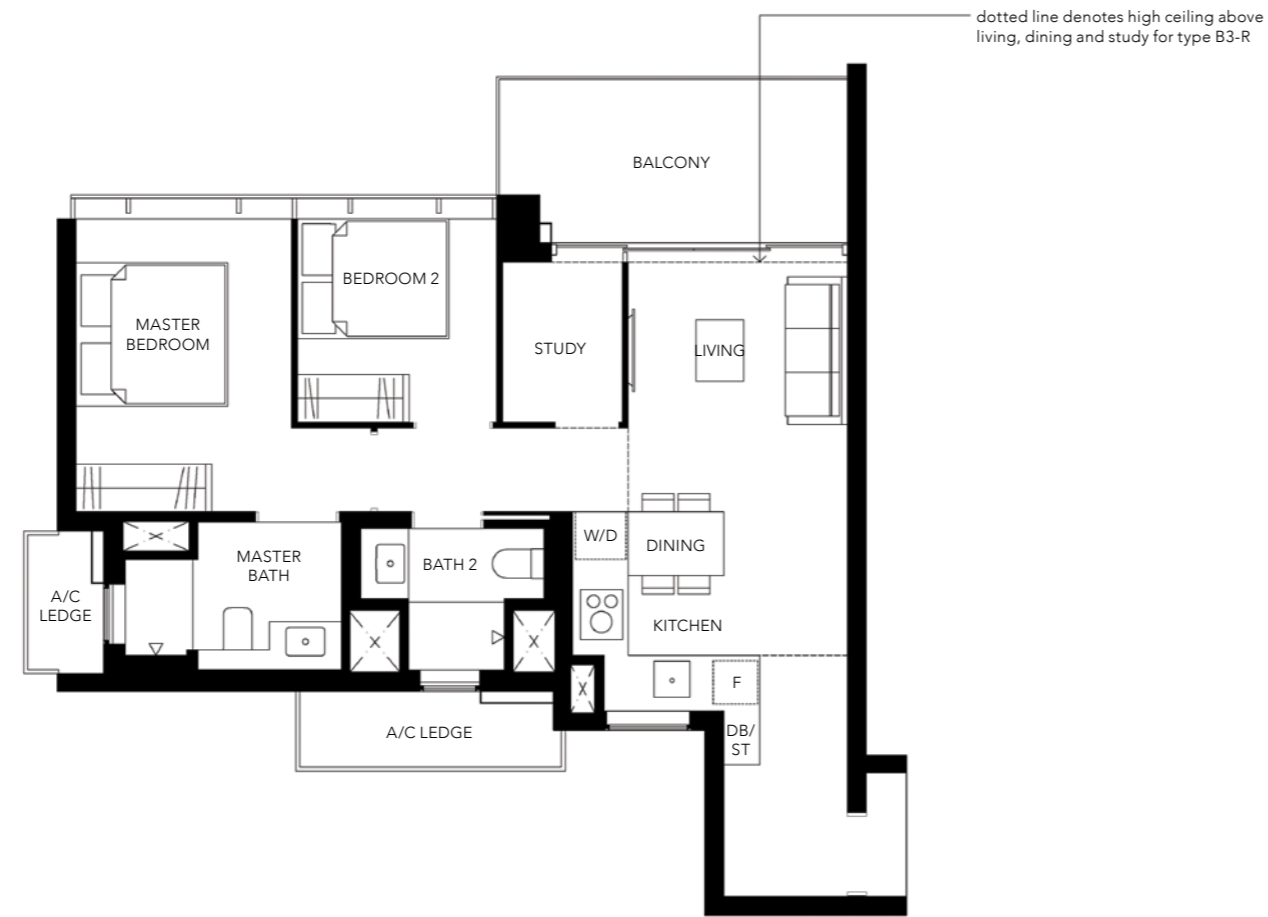 dotted line denotes high ceiling above
living, dining and study for type B3-R
BALCONY
BEDROOM 2
MASTER
BEDROOM
STUDY
LIVING
W/D
DINING
MASTER
BATH
BATH 2
A/C
LEDGE
KITCHEN
F
A/C LEDGE
DB/
ST